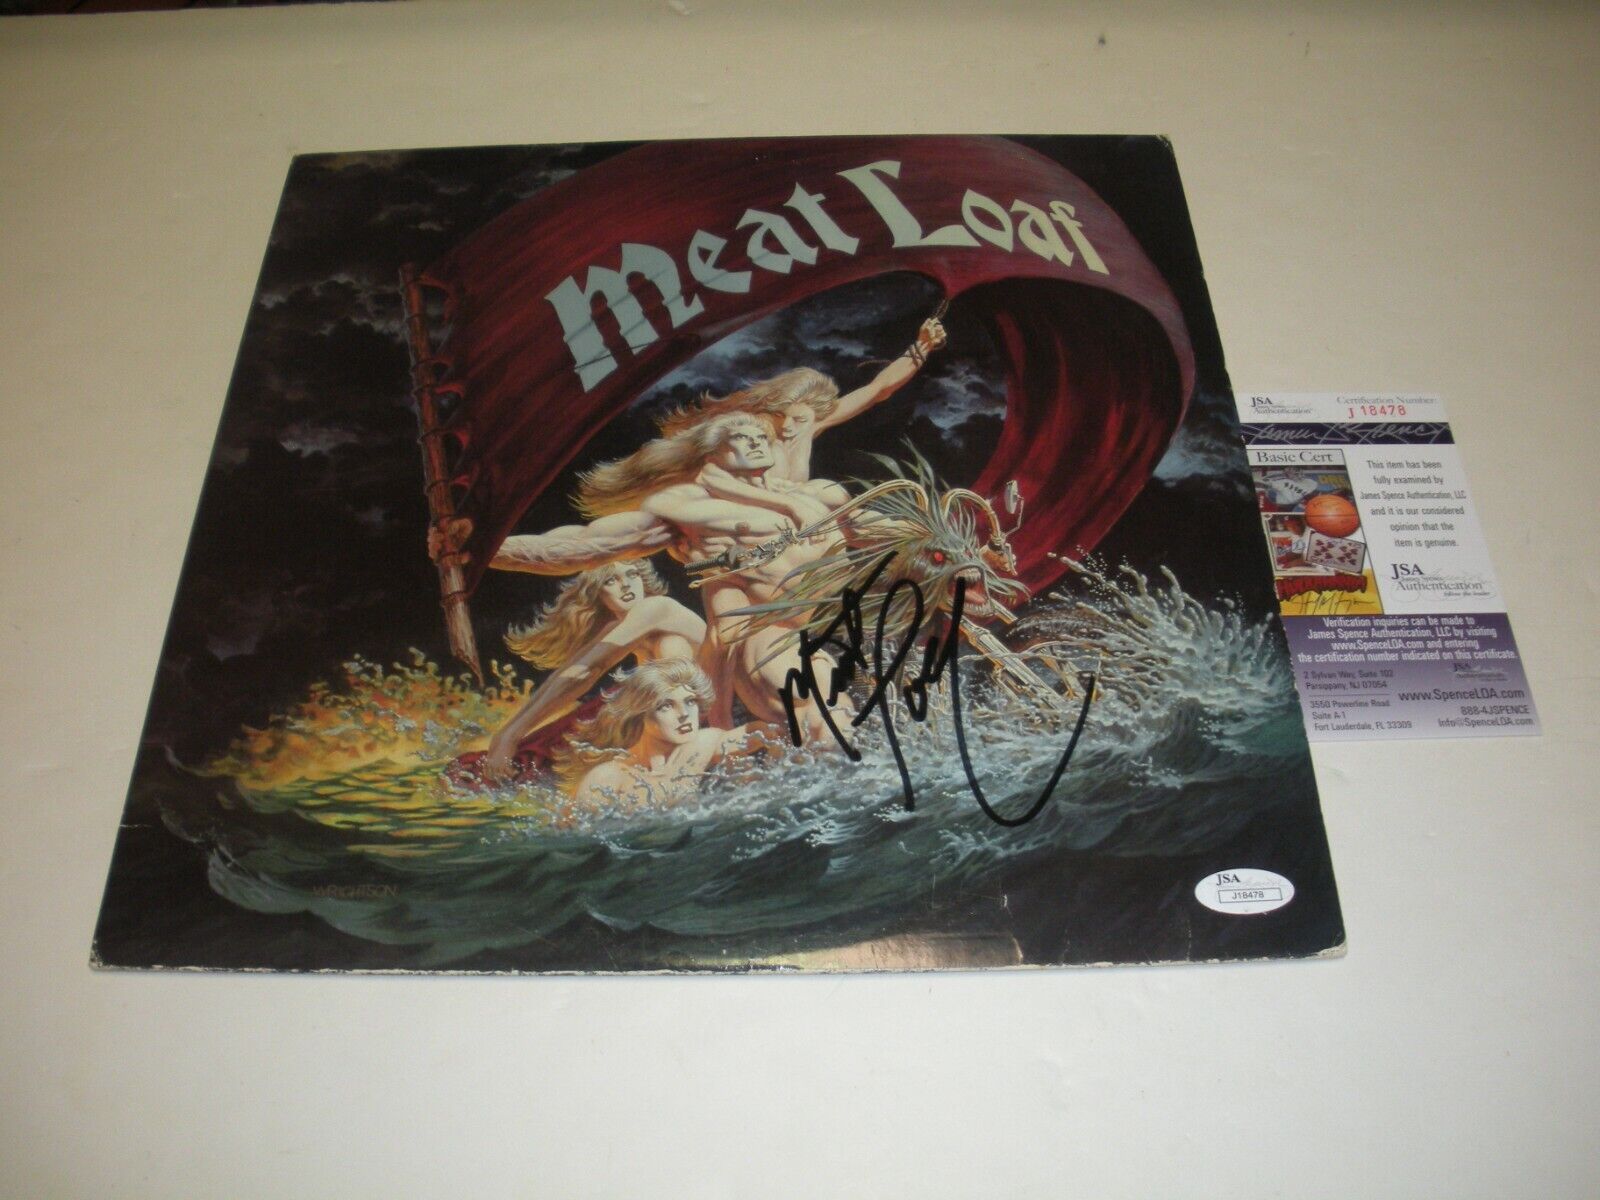 Meat Loaf
WRIGHTSON
JSA
J18478
JSA
Authentication
Certification Number:
J 18478
Basic Cert
This item has been
fully examined by
James Spence Authentication, LLC
and it is our considered
opinion that the
item is genuine.
JSA
Authentication
Verification inquiries can be made to
James Spence Authentication, LLC by visiting
www.SpenceLOA.com and entering
the certification number indicated on this certificate.
2 Sylvan Way, Suite 102
Parsippany, NJ 07054
3550 Powerline Road
Suite A-1
Fort Lauderdale, FL 33309
JSA
www.SpenceLOA.com
888-4JSPENCE
Info@SpenceLOA.com